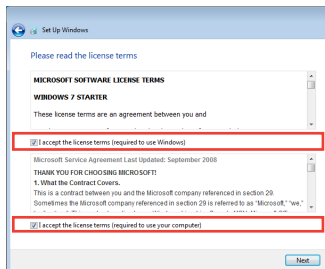 Set Up Windows
Please read the license terms
MICROSOFT SOFTWARE LICENSE TERMS
WINDOWS 7 STARTER
These license terms are an agreement between you and
I accept the license terms (required to use Windows)
Microsoft Service Agreement Last Updated: September 2008
THANK YOU FOR CHOOSING MICROSOFT!
1. What the Contract Covers.
This is a contract between you and the Microsoft company referenced in section 29.
Sometimes the Microsoft company referenced in section 29 is referred to as "Microsoft," "we,"
I accept the license terms (required to use your computer)
Next